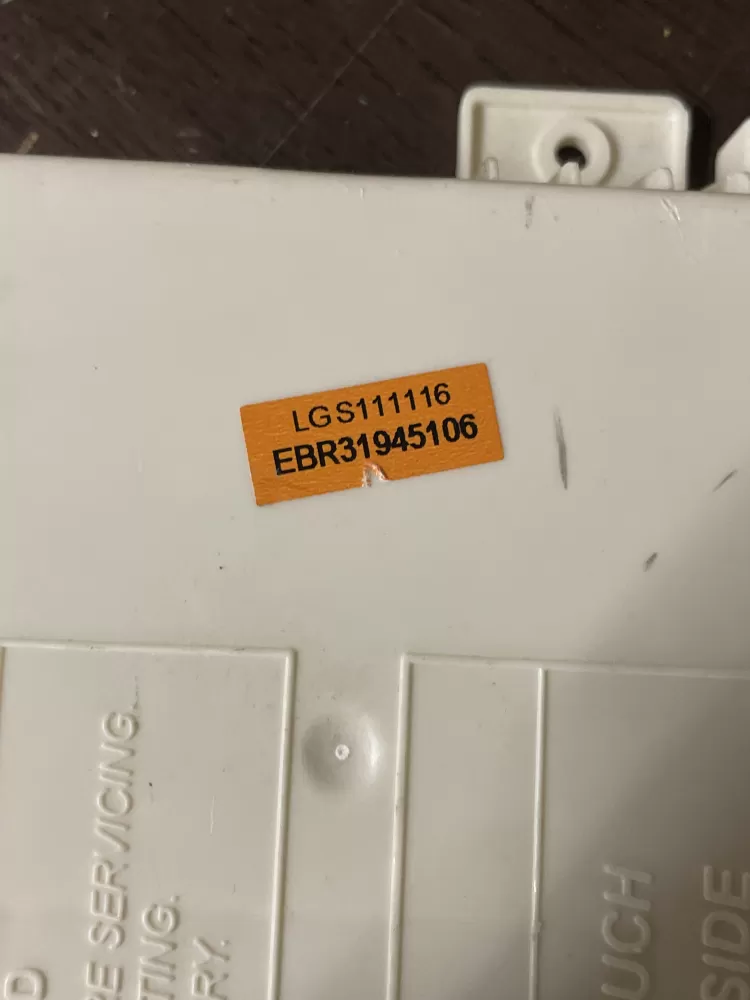 LGS111116
EBR31945106
RE SERVICING.
TING.
RY.
D
UCH
SIDE